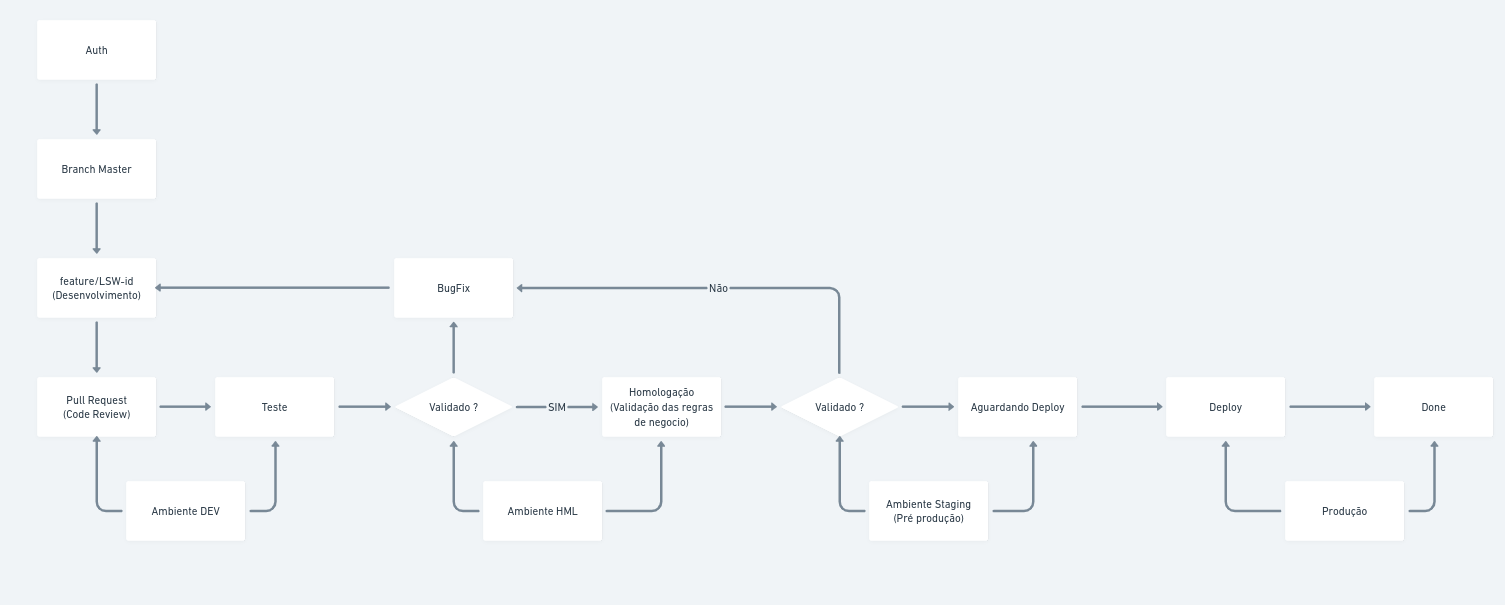 Auth
Branch Master
feature/LSW-id
(Desenvolvimento)
BugFix
Não
Pull Request
(Code Review)
Teste
Validado ?
SIM
Homologação
(Validação das regras
de negocio)
Validado ?
Aguardando Deploy
Deploy
Done
Ambiente DEV
Ambiente HML
Ambiente Staging
(Pré produção)
Produção